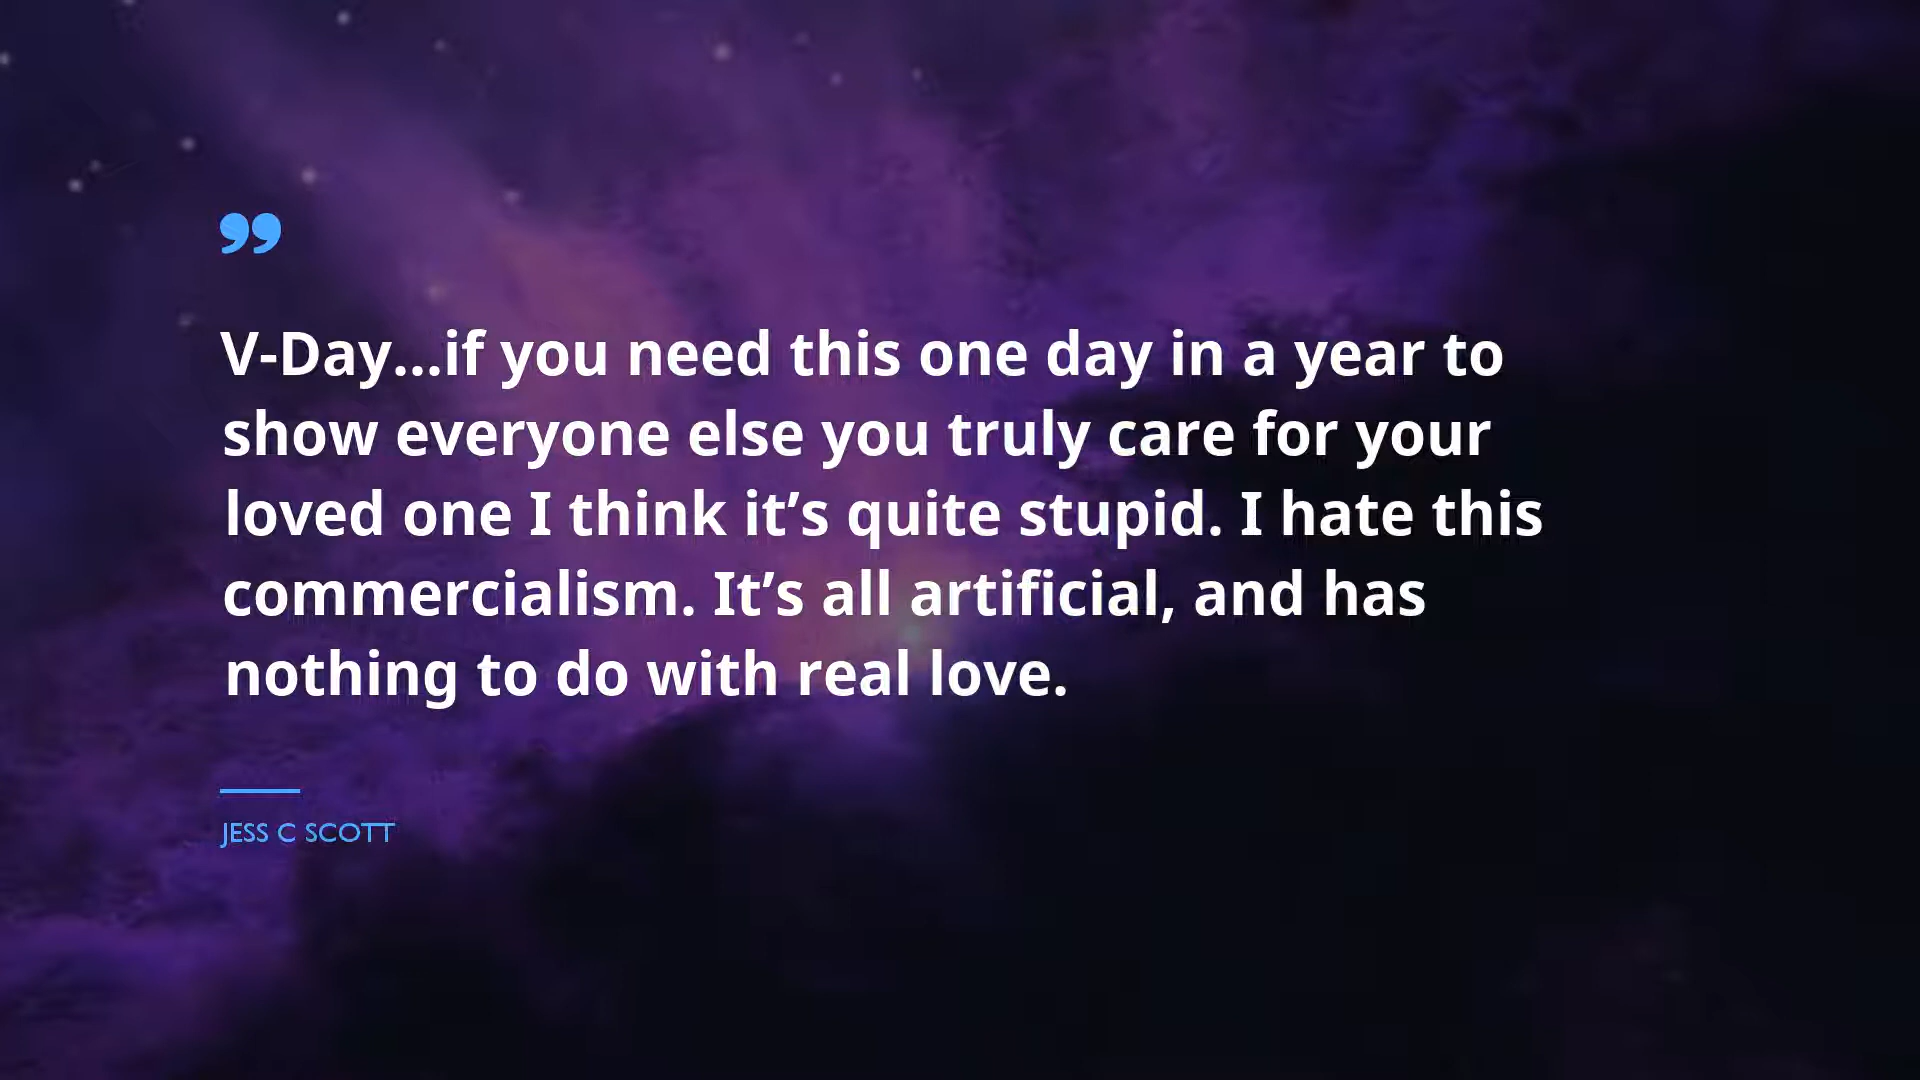 ”
V-Day...if you need this one day in a year to
show everyone else you truly care for your
loved one I think it’s quite stupid. I hate this
commercialism. It’s all artificial, and has
nothing to do with real love.
JESS C SCOTT